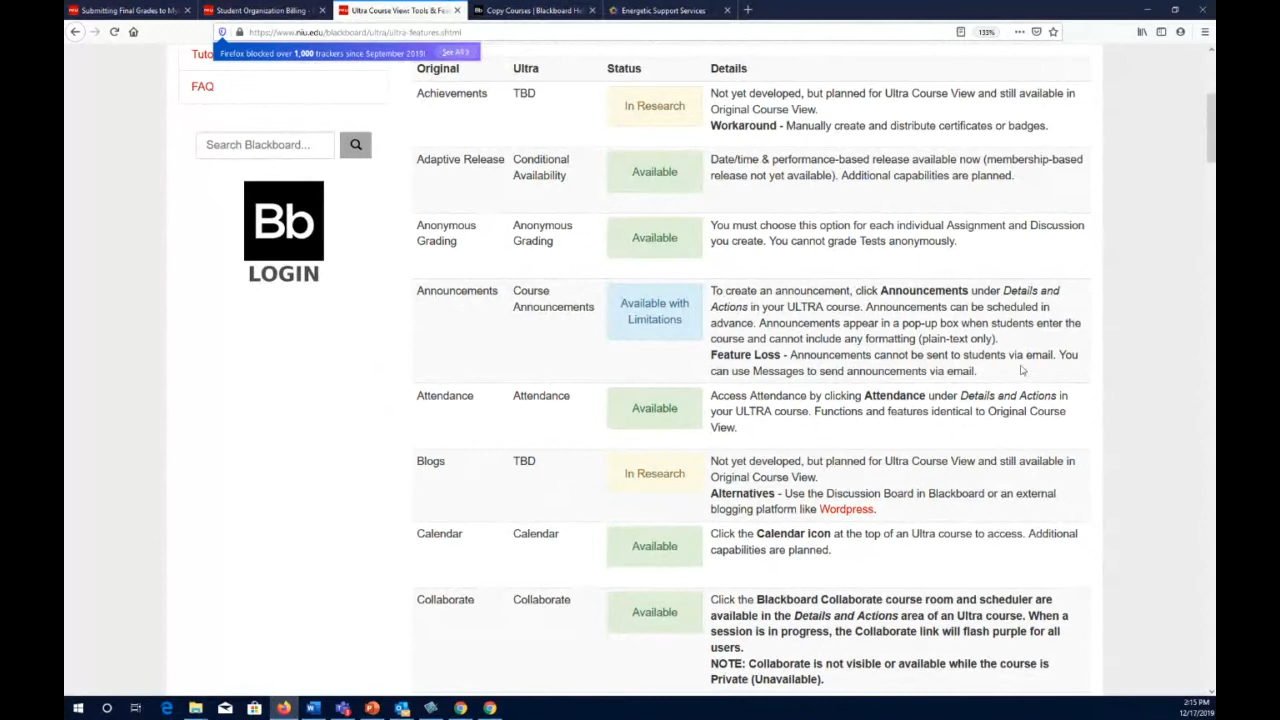 Submitting Final Grades to My
Student Organization Billing -
Ultra Course View: Tools & Fea
Copy Courses | Blackboard Hel
Energetic Support Services
https://www.niu.edu/blackboard/ultra/ultra-features.shtml
133%
Firefox blocked over 1,000 trackers since September 2019!
See All
Tuto
FAQ
Search Blackboard...
Bb
LOGIN
Original Ultra Status Details
Achievements TBD In Research Not yet developed, but planned for Ultra Course View and still available in
Original Course View.
Workaround - Manually create and distribute certificates or badges.
Adaptive Release Conditional Availability Available Date/time & performance-based release available now (membership-based
release not yet available). Additional capabilities are planned.
Anonymous Grading Anonymous Grading Available You must choose this option for each individual Assignment and Discussion
you create. You cannot grade Tests anonymously.
Announcements Course Announcements Available with Limitations To create an announcement, click Announcements under Details and
Actions in your ULTRA course. Announcements can be scheduled in
advance. Announcements appear in a pop-up box when students enter the
course and cannot include any formatting (plain-text only).
Feature Loss - Announcements cannot be sent to students via email. You
can use Messages to send announcements via email.
Attendance Attendance Available Access Attendance by clicking Attendance under Details and Actions in
your ULTRA course. Functions and features identical to Original Course
View.
Blogs TBD In Research Not yet developed, but planned for Ultra Course View and still available in
Original Course View.
Alternatives - Use the Discussion Board in Blackboard or an external
blogging platform like Wordpress.
Calendar Calendar Available Click the Calendar icon at the top of an Ultra course to access. Additional
capabilities are planned.
Collaborate Collaborate Available Click the Blackboard Collaborate course room and scheduler are
available in the Details and Actions area of an Ultra course. When a
session is in progress, the Collaborate link will flash purple for all
users.
NOTE: Collaborate is not visible or available while the course is
Private (Unavailable).
2:15 PM
12/17/2019